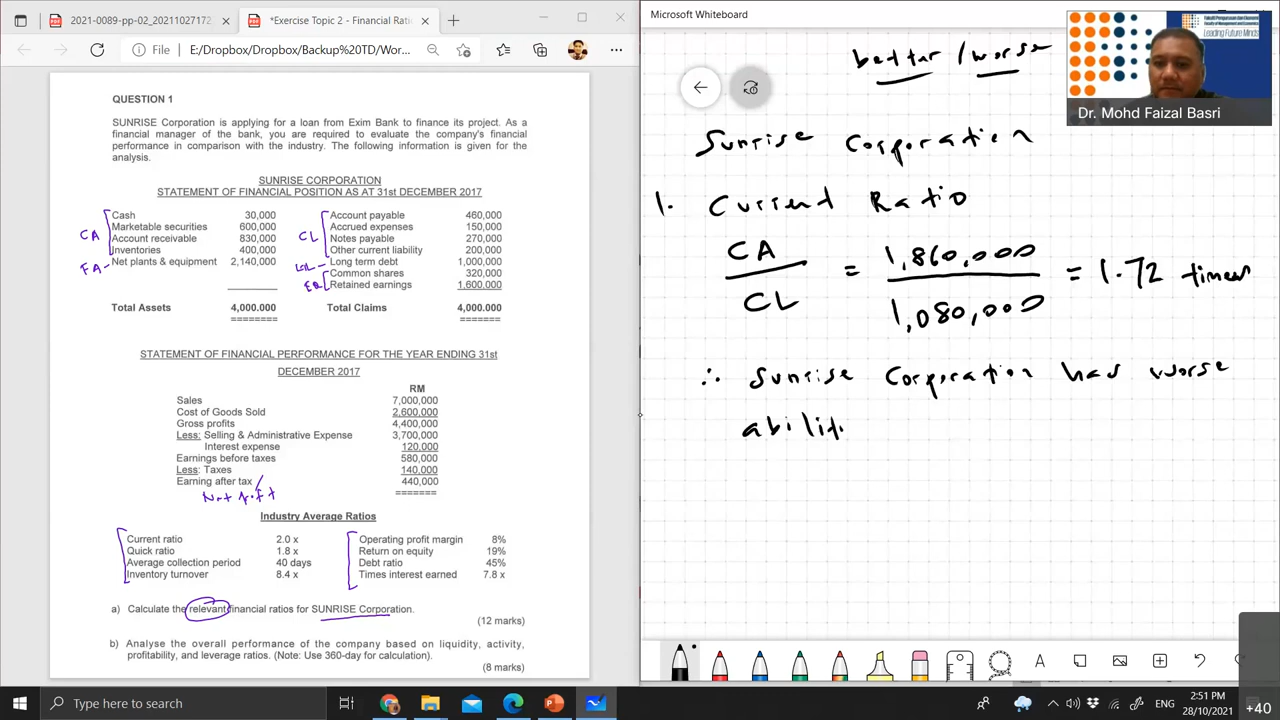 2021-0089-pp-02_20211027172
*Exercise Topic 2 - Financial Rati
File
E:/Dropbox/Dropbox/Backup%20TD/Wor...
QUESTION 1
SUNRISE Corporation is applying for a loan from Exim Bank to finance new project. As a
financial manager of the bank, you are required to evaluate the company's financial
performance in comparison with the industry. The following information is given for the
analysis.
SUNRISE CORPORATION
STATEMENT OF FINANCIAL POSITION AS AT 31st DECEMBER 2017
Cash 30,000 Account payable 460,000
Marketable securities 600,000 Accrued expenses 150,000
CA Account receivable 830,000 CL Notes payable 270,000
Inventories 400,000 Other current liability 200,000
FA Net plants & equipment 2,140,000 Long term debt 1,000,000
Common shares 320,000
1,600,000
Total Assets 4,000.000 Total Claims 4,000.000
======== ========
STATEMENT OF FINANCIAL PERFORMANCE FOR THE YEAR ENDING 31st
DECEMBER 2017
RM
Sales 7,000,000
Cost of Goods Sold 2,600,000
Gross profits 4,400,000
Less: Selling & Administrative Expense 3,700,000
Interest expense 120,000
Earnings before taxes 580,000
Less: Taxes 140,000
Earning after tax 440,000
Net profit =======
Industry Average Ratios
Current ratio 2.0 x Operating profit margin 8%
Quick ratio 1.8 x Return on equity 19%
Average collection period 40 days Debt ratio 45%
Inventory turnover 8.4 x Times interest earned 7.8 x
a) Calculate the relevant financial ratios for SUNRISE Corporation.
(12 marks)
b) Analyse the overall performance of the company based on liquidity, activity,
profitability, and leverage ratios. (Note: Use 360-day for calculation).
(8 marks)
Microsoft Whiteboard
better / worse
Sunrise Corporation
1. Current Ratio
CA
CL
=
1,860,000
1,080,000
= 1.72 times
∴ Sunrise Corporation has worse
abilit
Leading Future Minds
Dr. Mohd Faizal Basri
Type here to search
ENG
2:51 PM
28/10/2021
+40